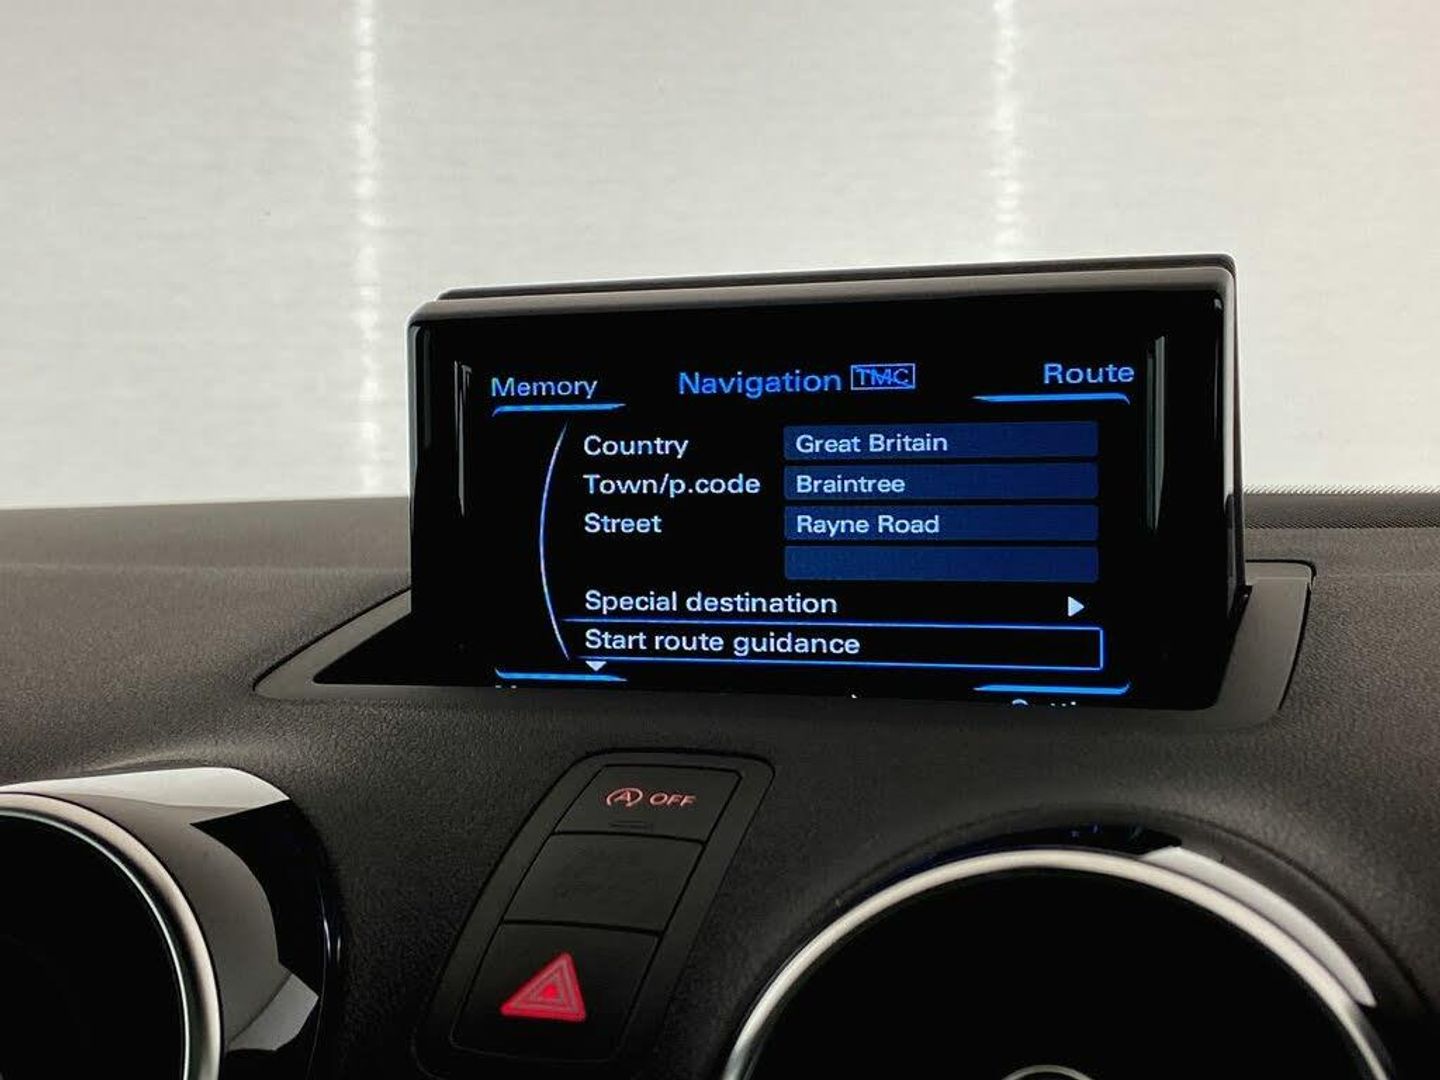 Memory Navigation TMC Route
Country Great Britain
Town/p.code Braintree
Street Rayne Road
Special destination
Start route guidance
A OFF